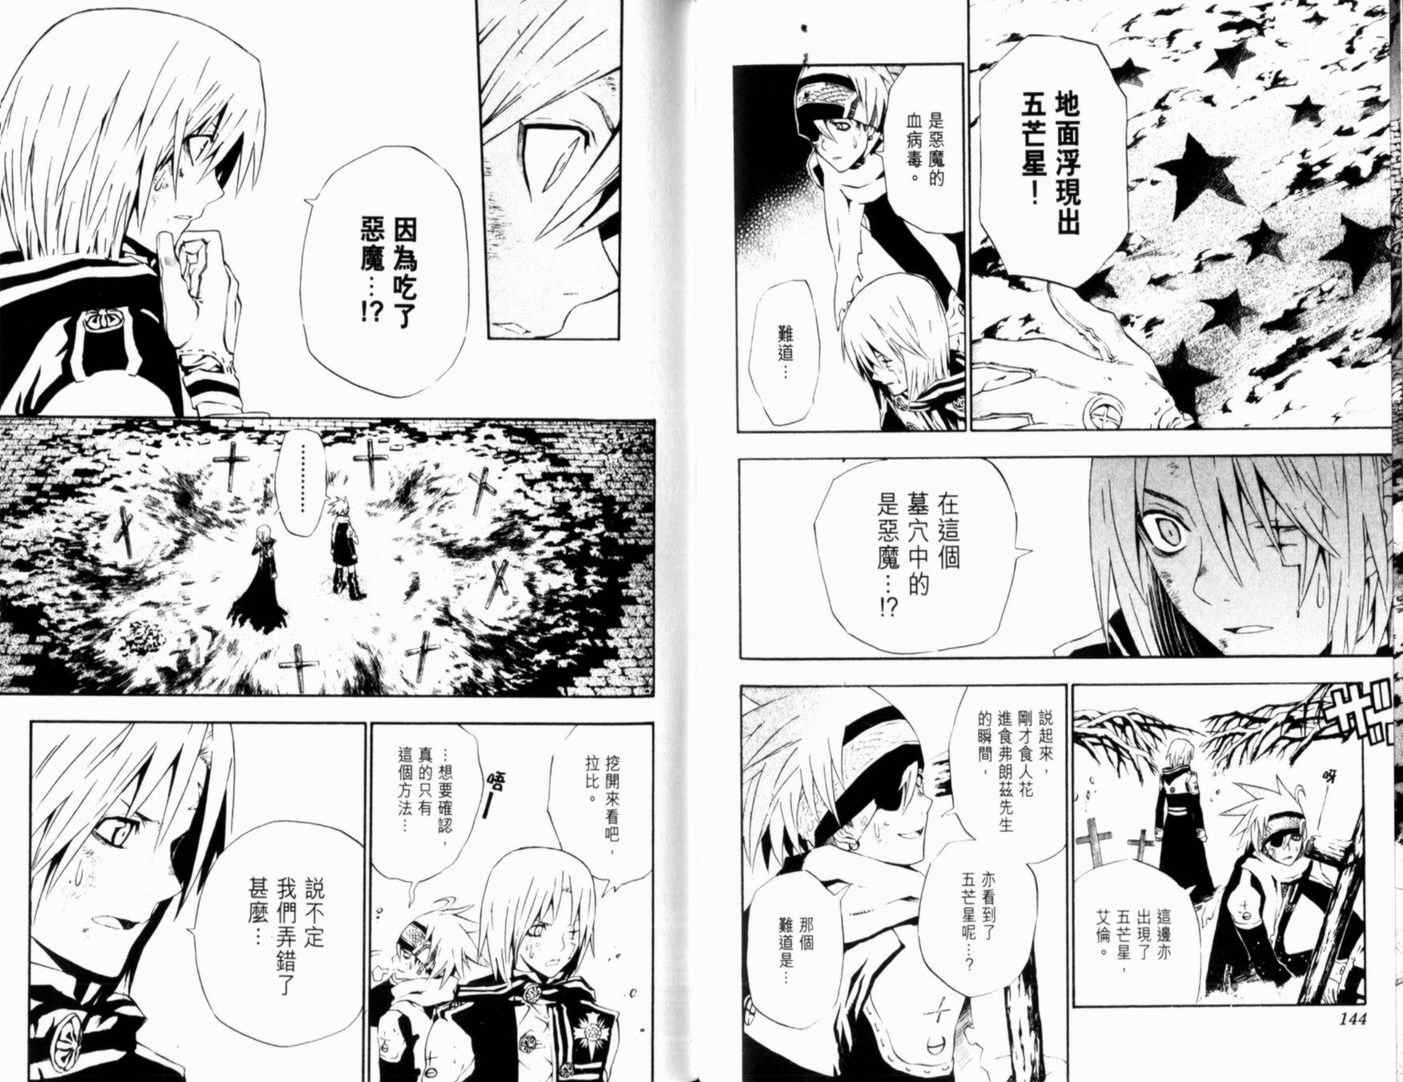 地面浮現出
五芒星！
是惡魔的
血病毒。
難道…
在這個
墓穴中的
是惡魔…!?
呀
這邊亦
出現了
五芒星，
艾倫。
説起來，
剛才食人花
進食弗朗茲先生
的瞬間，
亦看到了
五芒星呢…?
那個
難道是…
144
因為吃了
惡魔…!?
…………
挖開來看吧，
拉比。
唔—
…想要確認，
真的只有
這個方法…
説不定
我們弄錯了
甚麼…